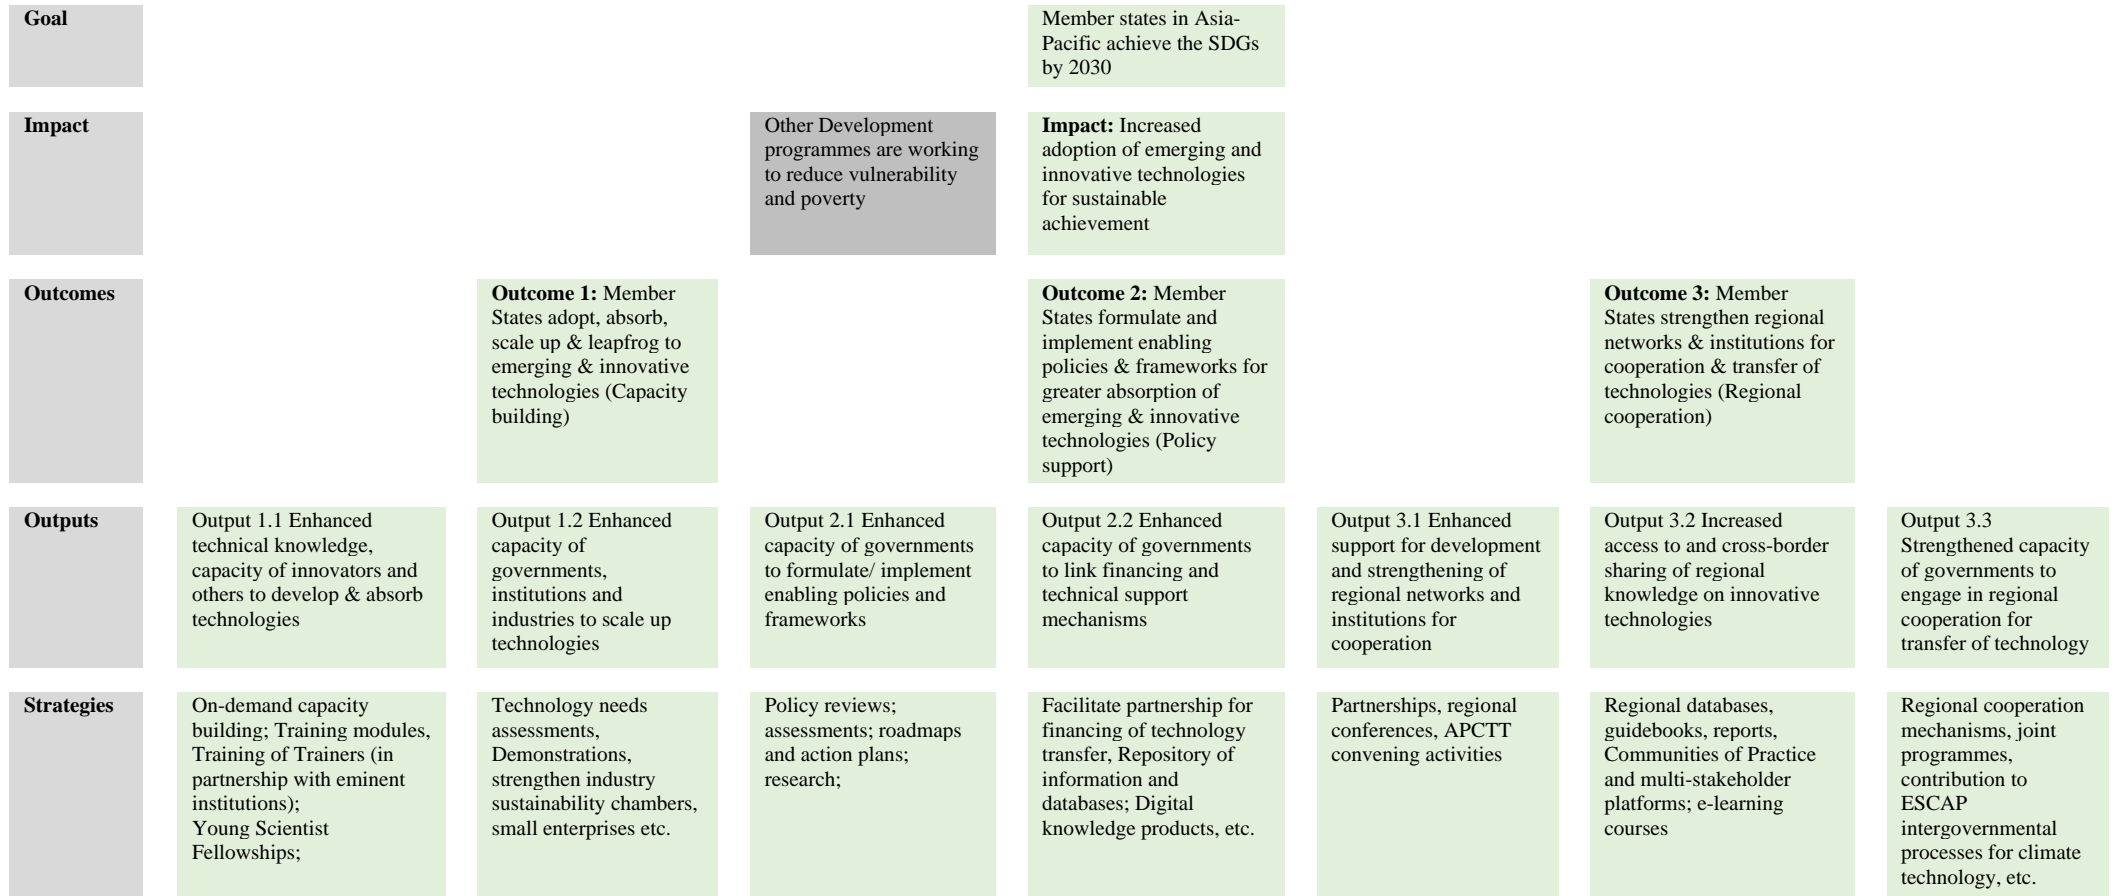 Goal
Member states in Asia-
Pacific achieve the SDGs
by 2030
Impact
Other Development
programmes are working
to reduce vulnerability
and poverty
Impact: Increased
adoption of emerging and
innovative technologies
for sustainable
achievement
Outcomes
Outcome 1: Member
States adopt, absorb,
scale up & leapfrog to
emerging & innovative
technologies (Capacity
building)
Outcome 2: Member
States formulate and
implement enabling
policies & frameworks for
greater absorption of
emerging & innovative
technologies (Policy
support)
Outcome 3: Member
States strengthen regional
networks & institutions for
cooperation & transfer of
technologies (Regional
cooperation)
Outputs
Output 1.1 Enhanced
technical knowledge,
capacity of innovators and
others to develop & absorb
technologies
Output 1.2 Enhanced
capacity of
governments,
institutions and
industries to scale up
technologies
Output 2.1 Enhanced
capacity of governments
to formulate/ implement
enabling policies and
frameworks
Output 2.2 Enhanced
capacity of governments
to link financing and
technical support
mechanisms
Output 3.1 Enhanced
support for development
and strengthening of
regional networks and
institutions for
cooperation
Output 3.2 Increased
access to and cross-border
sharing of regional
knowledge on innovative
technologies
Output 3.3
Strengthened capacity
of governments to
engage in regional
cooperation for
transfer of technology
Strategies
On-demand capacity
building; Training modules,
Training of Trainers (in
partnership with eminent
institutions);
Young Scientist
Fellowships;
Technology needs
assessments,
Demonstrations,
strengthen industry
sustainability chambers,
small enterprises etc.
Policy reviews;
assessments; roadmaps
and action plans;
research;
Facilitate partnership for
financing of technology
transfer, Repository of
information and
databases; Digital
knowledge products, etc.
Partnerships, regional
conferences, APCTT
convening activities
Regional databases,
guidebooks, reports,
Communities of Practice
and multi-stakeholder
platforms; e-learning
courses
Regional cooperation
mechanisms, joint
programmes,
contribution to
ESCAP
intergovernmental
processes for climate
technology, etc.